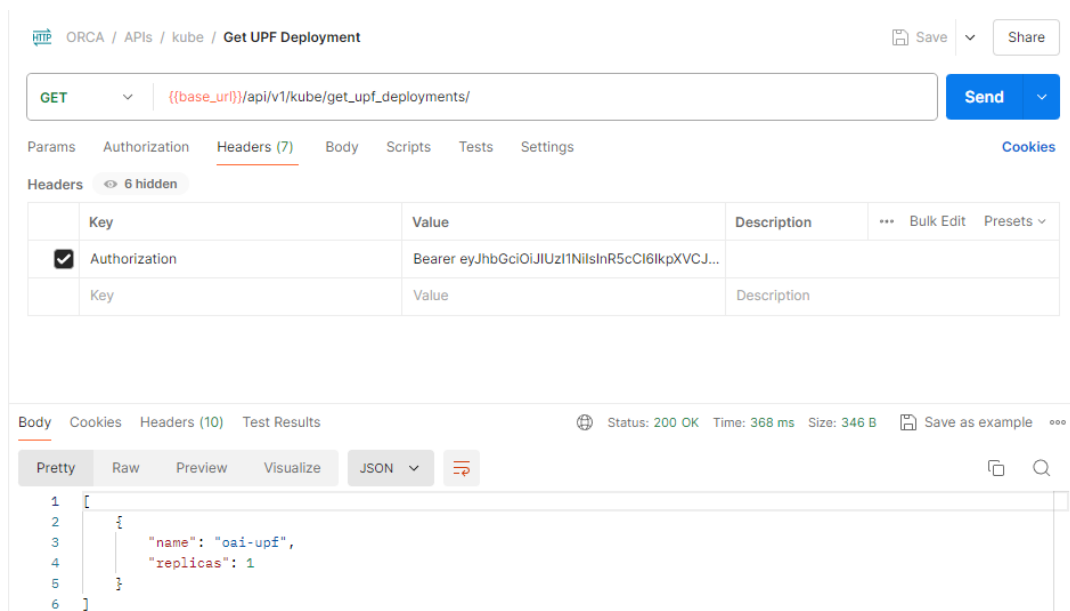 HTTP ORCA / APIs / kube / Get UPF Deployment Save Share
GET {{base_url}}/api/v1/kube/get_upf_deployments/ Send
Params Authorization Headers (7) Body Scripts Tests Settings Cookies
Headers 6 hidden
Key Value Description Bulk Edit Presets
Authorization Bearer eyJhbGciOiJIUzI1NiIsInR5cCI6IkpXVCJ...
Key Value Description
Body Cookies Headers (10) Test Results Status: 200 OK Time: 368 ms Size: 346 B Save as example
Pretty Raw Preview Visualize JSON
1 [
2 {
3 "name": "oai-upf",
4 "replicas": 1
5 }
6 ]